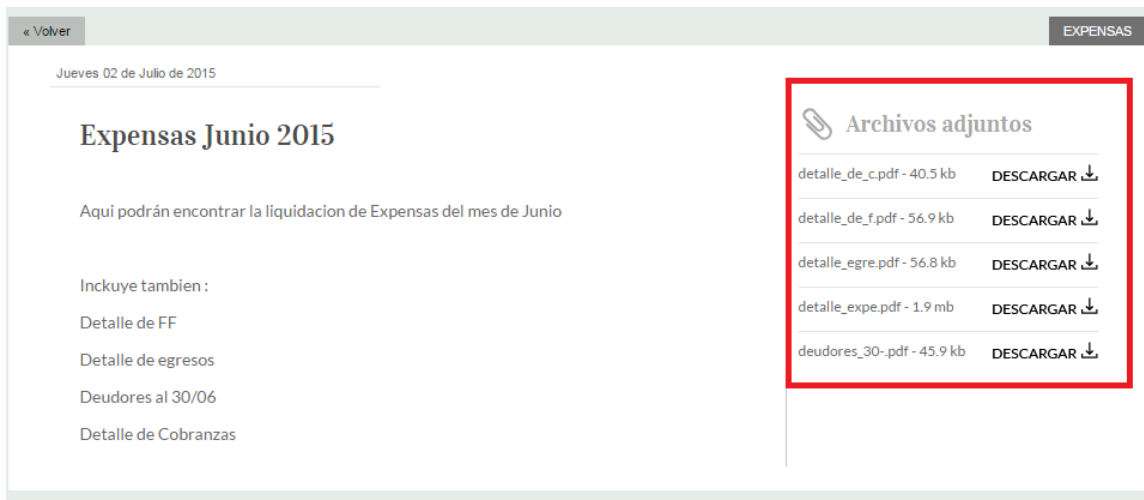 « Volver
EXPENSAS
Jueves 02 de Julio de 2015
Expensas Junio 2015
Aqui podrán encontrar la liquidacion de Expensas del mes de Junio
Inckuye tambien :
Detalle de FF
Detalle de egresos
Deudores al 30/06
Detalle de Cobranzas
Archivos adjuntos
detalle_de_c.pdf - 40.5 kb DESCARGAR
detalle_de_f.pdf - 56.9 kb DESCARGAR
detalle_egre.pdf - 56.8 kb DESCARGAR
detalle_expe.pdf - 1.9 mb DESCARGAR
deudores_30-.pdf - 45.9 kb DESCARGAR